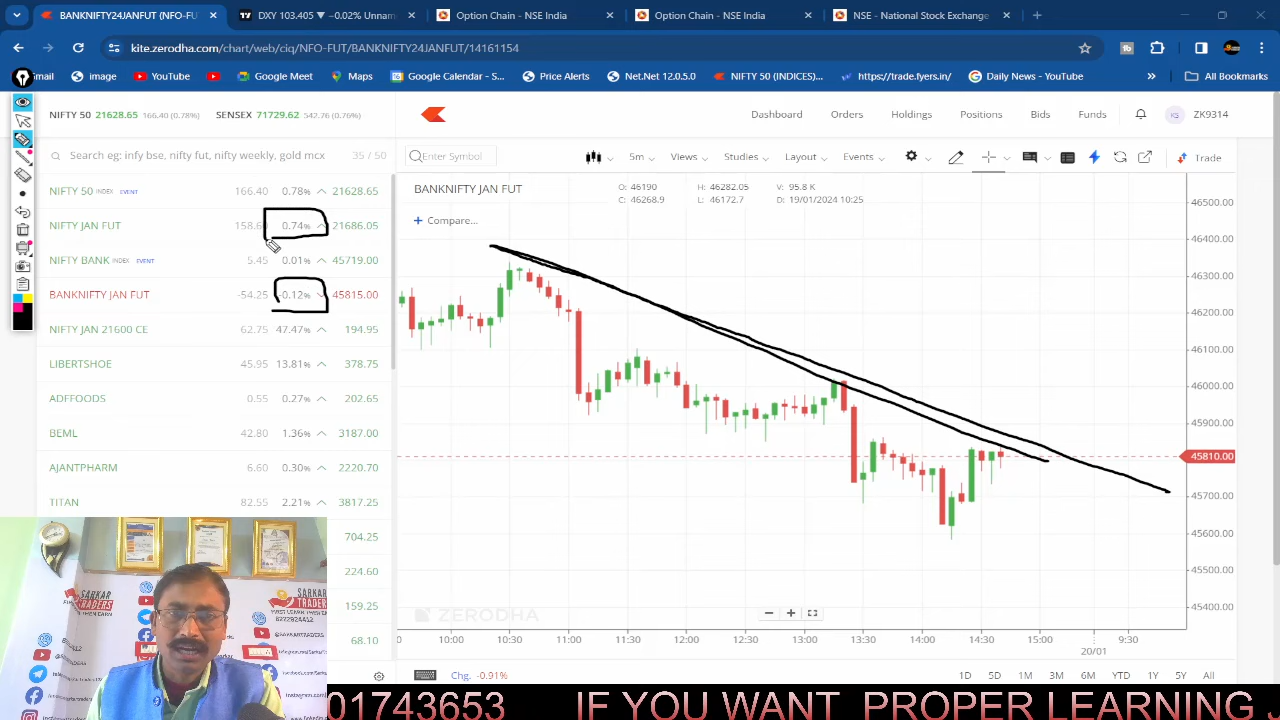 BANKNIFTY24JANFUT (NFO-FU
DXY 103.405 ▼ −0.02% Unnam
Option Chain - NSE India
Option Chain - NSE India
NSE - National Stock Exchange
kite.zerodha.com/chart/web/ciq/NFO-FUT/BANKNIFTY24JANFUT/14161154
Gmail image YouTube Google Meet Maps Google Calendar - S... Price Alerts Net.Net 12.0.5.0 NIFTY 50 (INDICES)... https://trade.fyers.in/ Daily News - YouTube » All Bookmarks
NIFTY 50 21628.65 166.40 (0.78%) SENSEX 71729.62 542.76 (0.76%)
Dashboard Orders Holdings Positions Bids Funds ZK9314
Search eg: infy bse, nifty fut, nifty weekly, gold mcx 35 / 50
Enter Symbol 5m Views Studies Layout Events Trade
NIFTY 50 INDEX EVENT 166.40 0.78% 21628.65
NIFTY JAN FUT 158.60 0.74% 21686.05
NIFTY BANK INDEX EVENT 5.45 0.01% 45719.00
BANKNIFTY JAN FUT -54.25 -0.12% 45815.00
NIFTY JAN 21600 CE 62.75 47.47% 194.95
LIBERTSHOE 45.95 13.81% 378.75
ADFFOODS 0.55 0.27% 202.65
BEML 42.80 1.36% 3187.00
AJANTPHARM 6.60 0.30% 2220.70
TITAN 82.55 2.21% 3817.25
704.25
224.60
159.25
68.10
BANKNIFTY JAN FUT
O: 46190 H: 46282.05 V: 95.8 K
C: 46268.9 L: 46172.7 D: 19/01/2024 10:25
+ Compare...
46500.00
46400.00
46300.00
46200.00
46100.00
46000.00
45900.00
45810.00
45700.00
45600.00
45500.00
45400.00
ZERODHA
10:00 10:30 11:00 11:30 12:00 12:30 13:00 13:30 14:00 14:30 15:00 9:30
20/01
Chg. -0.91% 1D 5D 1M 3M 6M YTD 1Y 5Y All
SARKAR
TRADERS
SARKAR
TRADERS
01743653 IF YOU WANT PROPER LEARNING